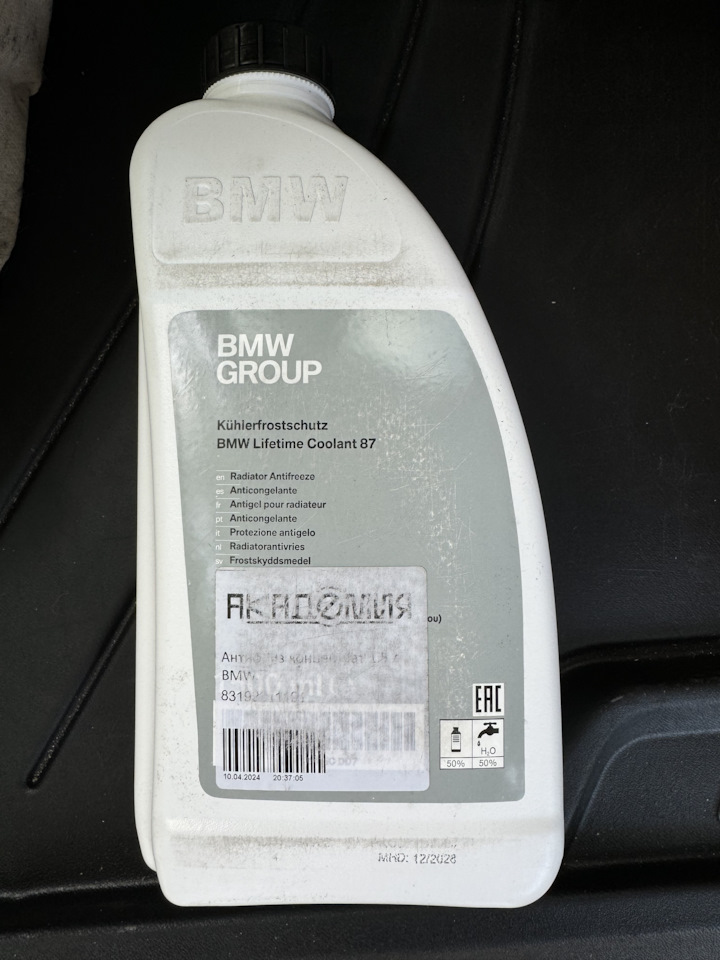 BMW
BMW
GROUP
Kühlerfrostschutz
BMW Lifetime Coolant 87
en Radiator Antifreeze
es Anticongelante
fr Antigel pour radiateur
pt Anticongelante
it Protezione antigelo
nl Radiatorantivries
sv Frostskyddsmedel
АКАДЕМИЯ
BMW
EAC
H₂O
50% 50%
10.04.2024 20:37:05
MHD: 12/2028